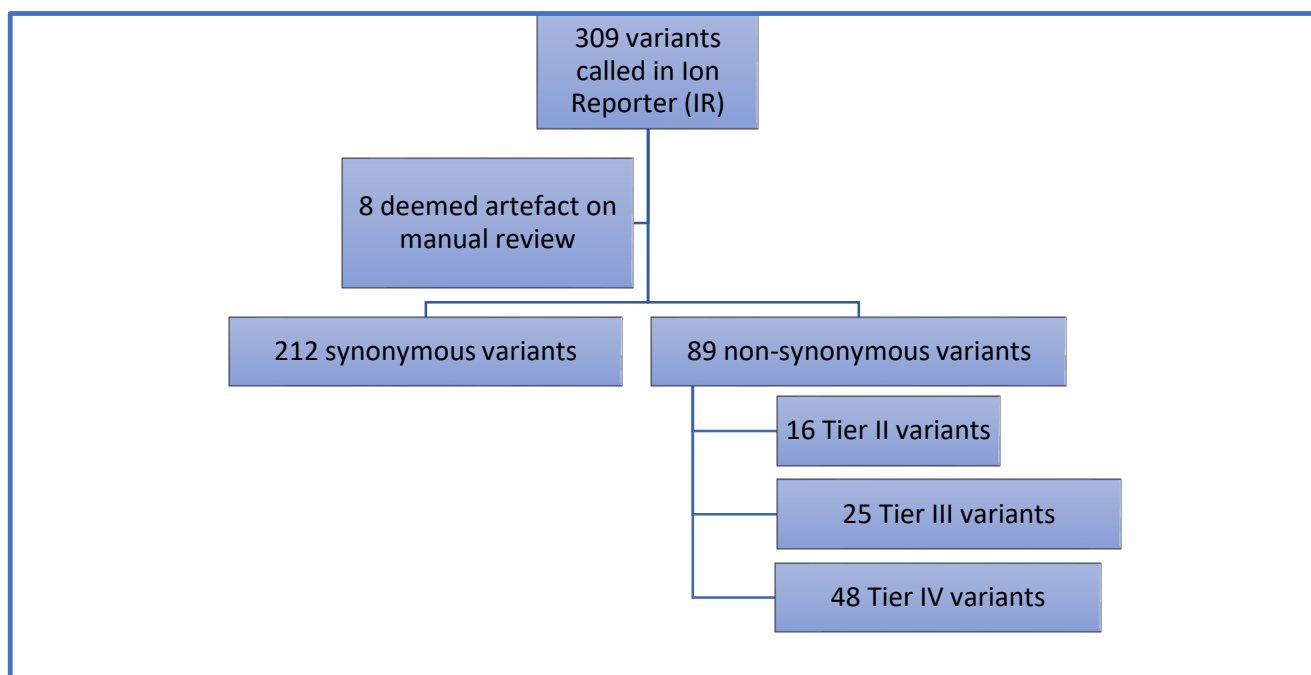 309 variants
called in Ion
Reporter (IR)
8 deemed artefact on
manual review
212 synonymous variants
89 non-synonymous variants
16 Tier II variants
25 Tier III variants
48 Tier IV variants